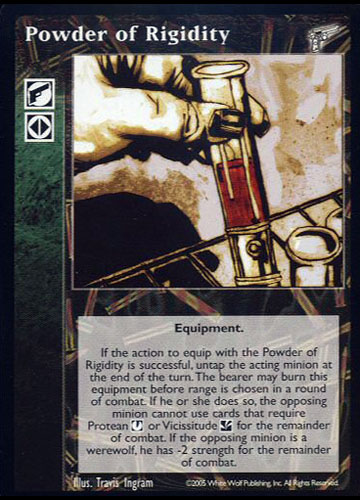 Powder of Rigidity
Equipment.
If the action to equip with the Powder of
Rigidity is successful, untap the acting minion at
the end of the turn. The bearer may burn this
equipment before range is chosen in a round
of combat. If he or she does so, the opposing
minion cannot use cards that require
Protean or Vicissitude for the remainder
of combat. If the opposing minion is a
werewolf, he has -2 strength for the remainder
of combat.
Illus. Travis Ingram ©2005 White Wolf Publishing, Inc. All Rights Reserved.